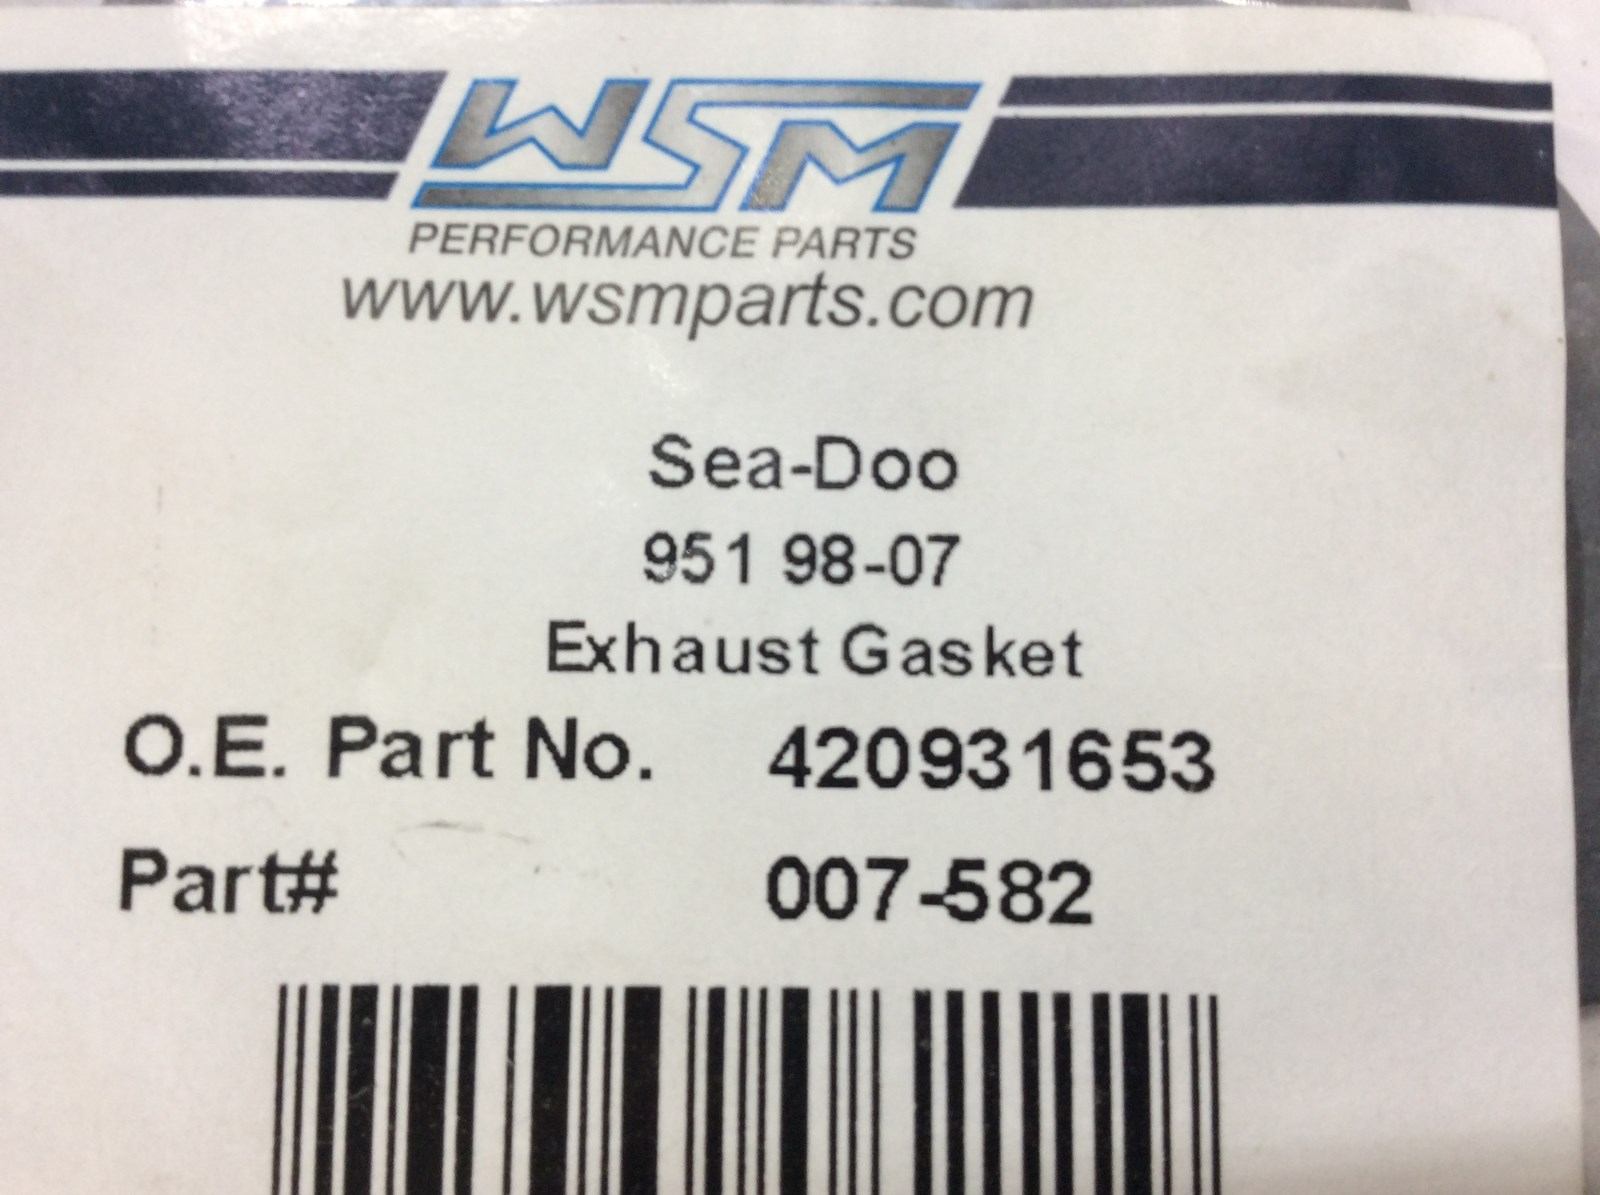 WSM
PERFORMANCE PARTS
www.wsmparts.com
Sea-Doo
951 98-07
Exhaust Gasket
O.E. Part No. 420931653
Part# 007-582